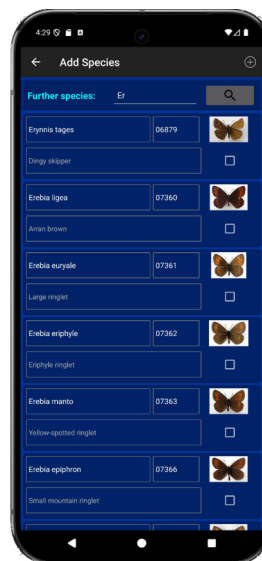 4:29
Add Species
Further species: Er
Erynnis tages 06879
Dingy skipper
Erebia ligea 07360
Arran brown
Erebia euryale 07361
Large ringlet
Erebia eriphyle 07362
Eriphyle ringlet
Erebia manto 07363
Yellow-spotted ringlet
Erebia epiphron 07366
Small mountain ringlet